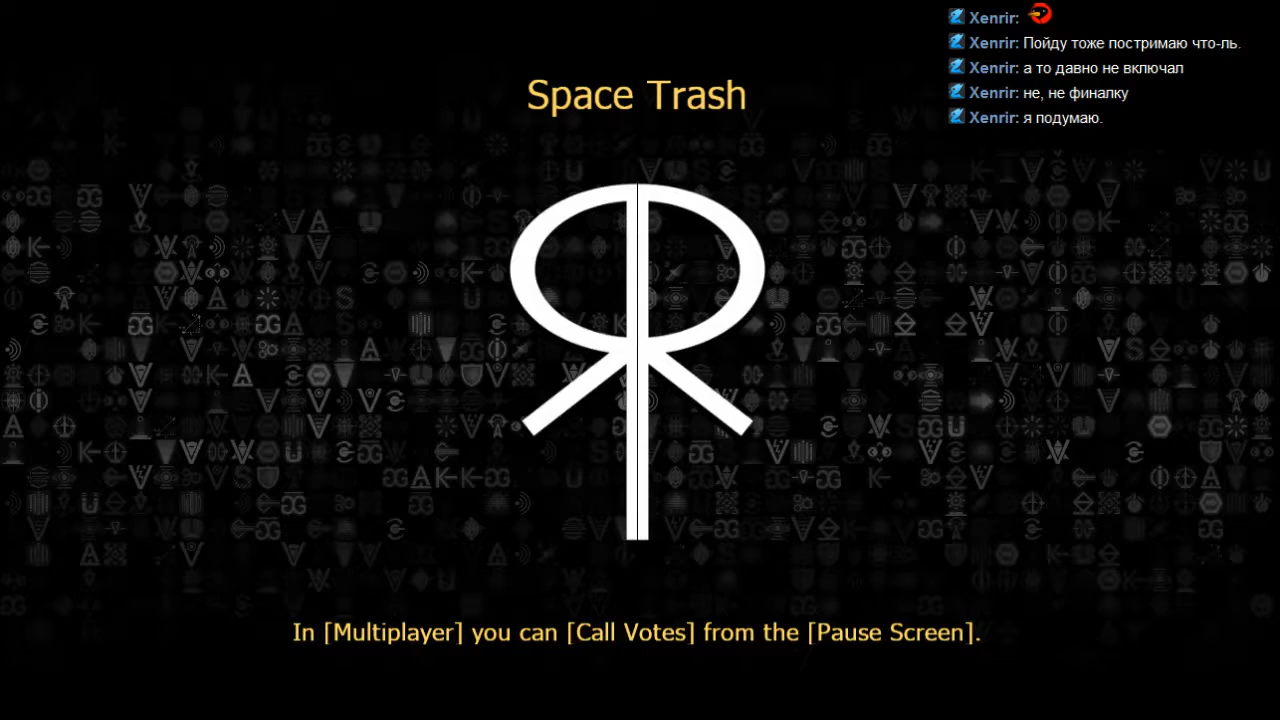 Xenrir:
Xenrir: Пойду тоже постримаю что-ль.
Xenrir: а то давно не включал
Xenrir: не, не финалку
Xenrir: я подумаю.
Space Trash
In [Multiplayer] you can [Call Votes] from the [Pause Screen].